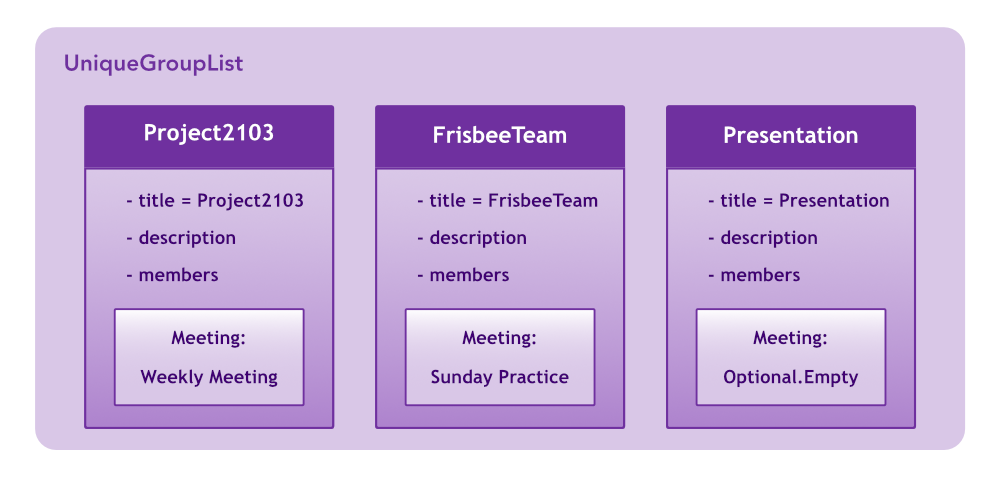 UniqueGroupList
Project2103
- title = Project2103
- description
- members
Meeting:
Weekly Meeting
FrisbeeTeam
- title = FrisbeeTeam
- description
- members
Meeting:
Sunday Practice
Presentation
- title = Presentation
- description
- members
Meeting:
Optional.Empty